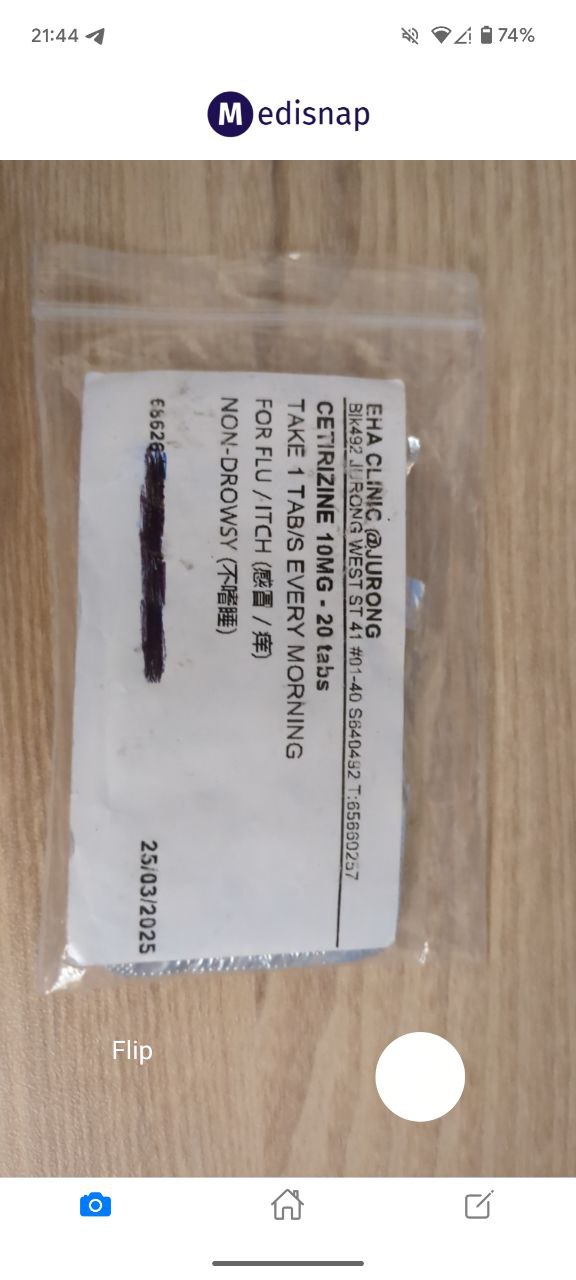 21:44
74%
Medisnap
EHA CLINIC @JURONG
Blk492 JURONG WEST ST 41 #01-40 S640492 T:65660257
CETIRIZINE 10MG - 20 tabs
TAKE 1 TAB/S EVERY MORNING
FOR FLU / ITCH (感冒 / 痒)
NON-DROWSY (不嗜睡)
68628
25/03/2025
Flip